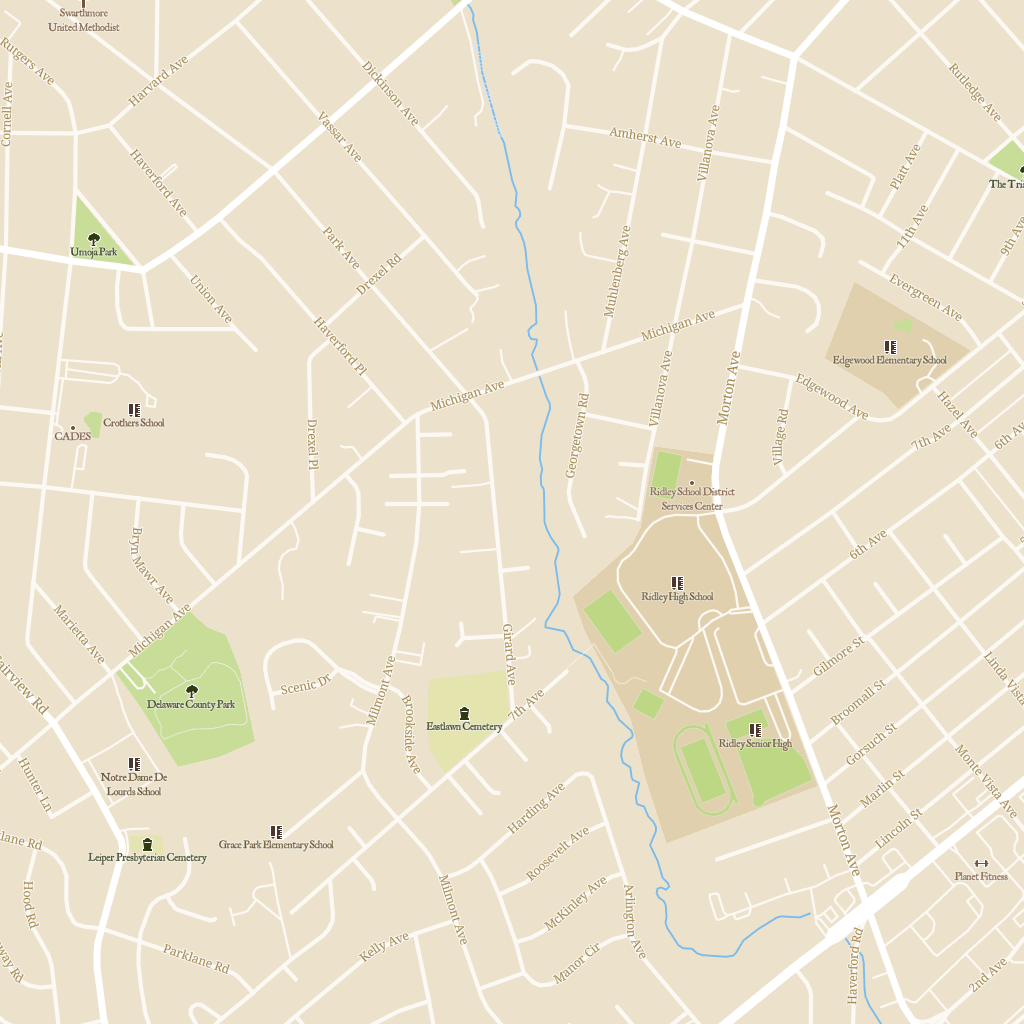 Swarthmore
United Methodist
Rutgers Ave
Harvard Ave
Dickinson Ave
Cornell Ave
Vassar Ave
Haverford Ave
Amherst Ave
Villanova Ave
Rutledge Ave
Platt Ave
11th Ave
9th Ave
Umoja Park
Park Ave
Drexel Rd
Union Ave
Haverford Pl
Muhlenberg Ave
Michigan Ave
Evergreen Ave
Edgewood Elementary School
Edgewood Ave
Hazel Ave
Morton Ave
Villanova Ave
Village Rd
7th Ave
6th Ave
Michigan Ave
Georgetown Rd
Crothers School
CADES
Drexel Pl
Ridley School District
Services Center
6th Ave
Bryn Mawr Ave
Ridley High School
Michigan Ave
Marietta Ave
Girard Ave
Gilmore St
Linda Vista
Scenic Dr
Delaware County Park
Milmont Ave
Brookside Ave
Eastlawn Cemetery
7th Ave
Broomall St
Gorsuch St
Ridley Senior High
Monte Vista Ave
Marlin St
Lincoln St
Hunter Ln
Notre Dame De
Lourds School
Harding Ave
Morton Ave
Grace Park Elementary School
Leiper Presbyterian Cemetery
Roosevelt Ave
Planet Fitness
Hood Rd
McKinley Ave
Milmont Ave
Arlington Ave
Kelly Ave
Parklane Rd
Manor Cir
Haverford Rd
2nd Ave